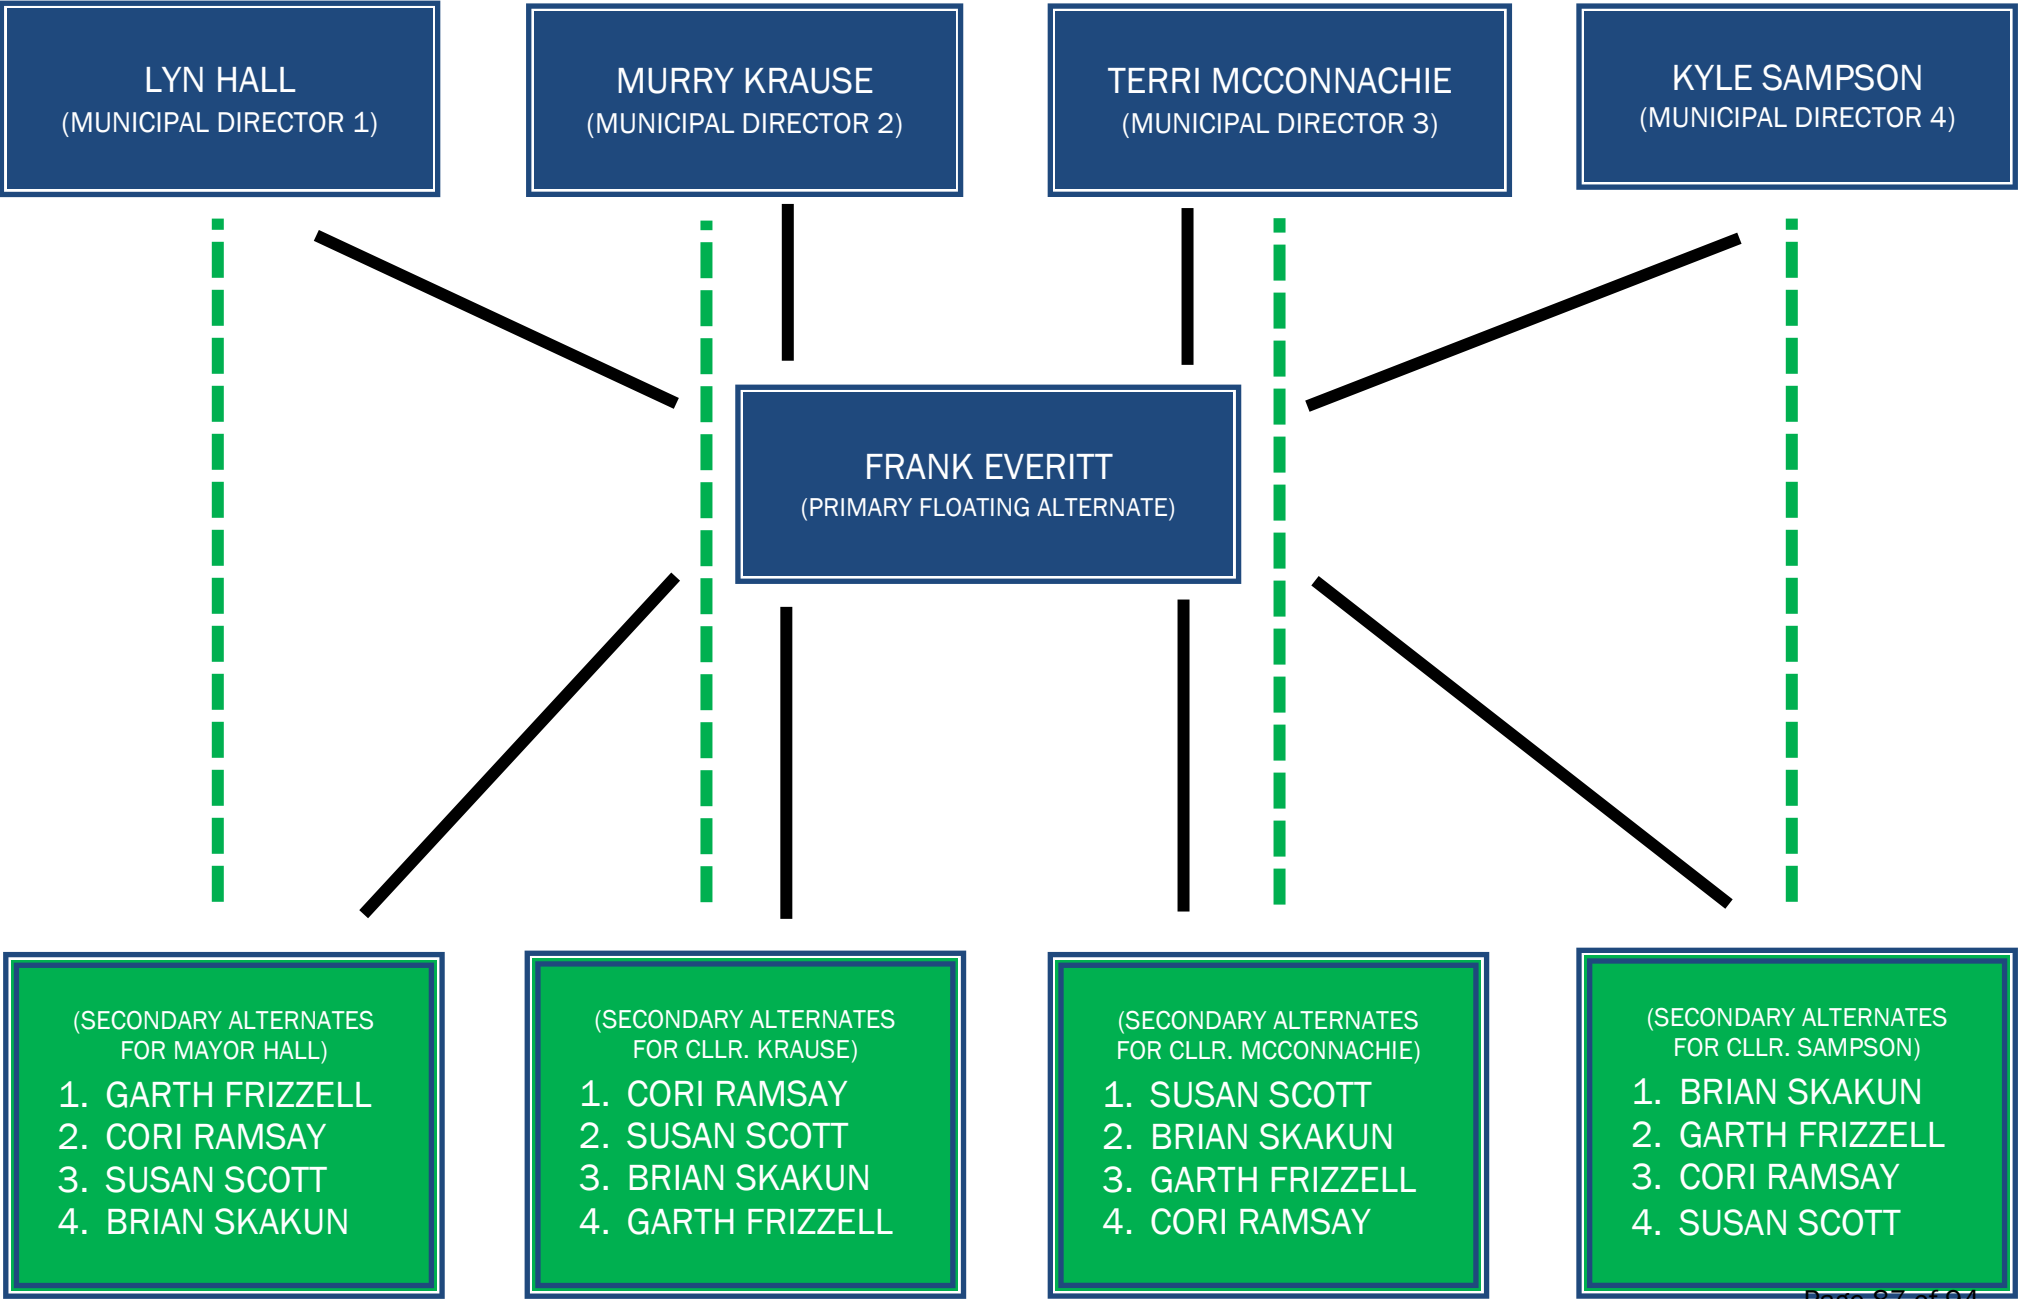 LYN HALL
(MUNICIPAL DIRECTOR 1)
MURRY KRAUSE
(MUNICIPAL DIRECTOR 2)
TERRI MCCONNACHIE
(MUNICIPAL DIRECTOR 3)
KYLE SAMPSON
(MUNICIPAL DIRECTOR 4)
FRANK EVERITT
(PRIMARY FLOATING ALTERNATE)
(SECONDARY ALTERNATES
FOR MAYOR HALL)
1. GARTH FRIZZELL
2. CORI RAMSAY
3. SUSAN SCOTT
4. BRIAN SKAKUN
(SECONDARY ALTERNATES
FOR CLLR. KRAUSE)
1. CORI RAMSAY
2. SUSAN SCOTT
3. BRIAN SKAKUN
4. GARTH FRIZZELL
(SECONDARY ALTERNATES
FOR CLLR. MCCONNACHIE)
1. SUSAN SCOTT
2. BRIAN SKAKUN
3. GARTH FRIZZELL
4. CORI RAMSAY
(SECONDARY ALTERNATES
FOR CLLR. SAMPSON)
1. BRIAN SKAKUN
2. GARTH FRIZZELL
3. CORI RAMSAY
4. SUSAN SCOTT
Page 87 of 94